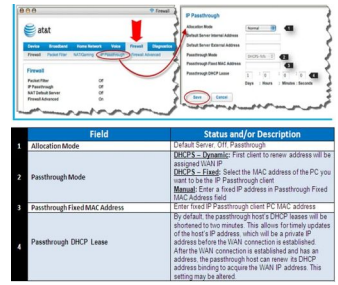 Firewall
at&t
Device Broadband Home Network Voice Firewall Diagnostics
Firewall Packet Filter NAT/Gaming IP Passthrough Firewall Advanced
Firewall
Packet Filter Off
IP Passthrough Off
NAT Default Server Off
Firewall Advanced On
IP Passthrough
Allocation Mode Normal 1
Default Server Internal Address
Default Server External Address
Passthrough Mode 2
Passthrough Fixed MAC Address 3
Passthrough DHCP Lease 4
Days : Hours : Minutes : Seconds
Save Cancel
Field Status and/or Description
1 Allocation Mode Default Server, Off, Passthrough
2 Passthrough Mode
DHCPS – Dynamic: First client to renew address will be
assigned WAN IP
DHCPS – Fixed: Select the MAC address of the PC you
want to be the IP Passthrough client
Manual: Enter a fixed IP address in Passthrough Fixed
MAC Address field
3 Passthrough Fixed MAC Address Enter fixed IP Passthrough client PC MAC address
4 Passthrough DHCP Lease
By default, the passthrough host's DHCP leases will be
shortened to two minutes. This allows for timely updates
of the host's IP address, which will be a private IP
address before the WAN connection is established.
After the WAN connection is established and has an
address, the passthrough host can renew its DHCP
address binding to acquire the WAN IP address. This
setting may be altered.